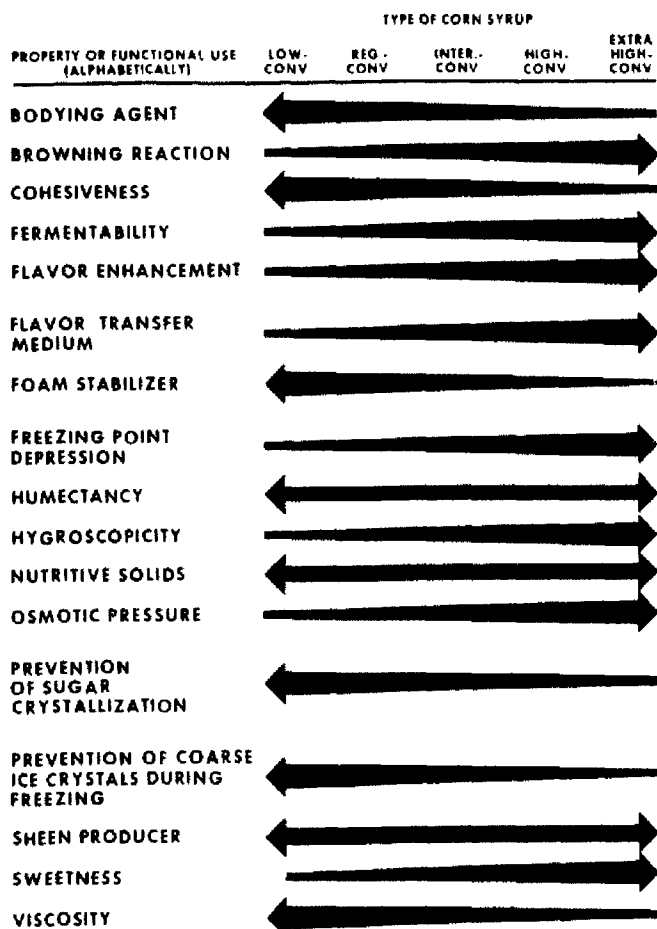 TYPE OF CORN SYRUP
PROPERTY OR FUNCTIONAL USE
(ALPHABETICALLY)
LOW-
CONV
REG-
CONV
INTER-
CONV
HIGH-
CONV
EXTRA
HIGH-
CONV
BODYING AGENT
BROWNING REACTION
COHESIVENESS
FERMENTABILITY
FLAVOR ENHANCEMENT
FLAVOR TRANSFER
MEDIUM
FOAM STABILIZER
FREEZING POINT
DEPRESSION
HUMECTANCY
HYGROSCOPICITY
NUTRITIVE SOLIDS
OSMOTIC PRESSURE
PREVENTION
OF SUGAR
CRYSTALLIZATION
PREVENTION OF COARSE
ICE CRYSTALS DURING
FREEZING
SHEEN PRODUCER
SWEETNESS
VISCOSITY